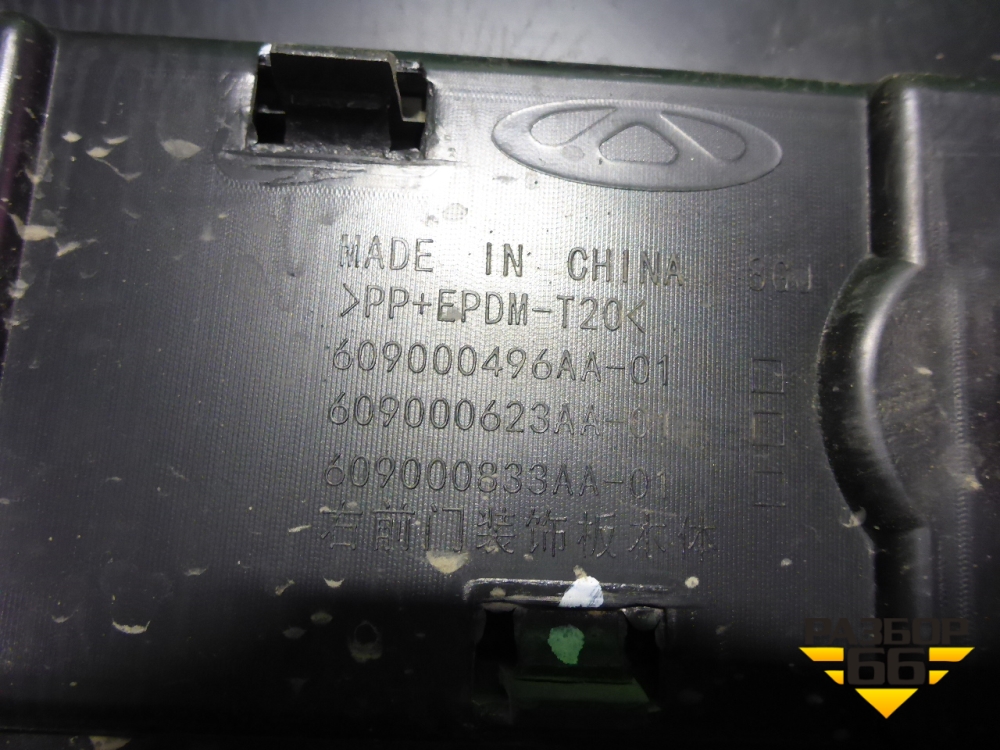 MADE IN CHINA
>PP+EPDM-T20<
609000496AA-01
609000623AA-01
609000833AA-01
右前门装饰板本体
РАЗБОР
66